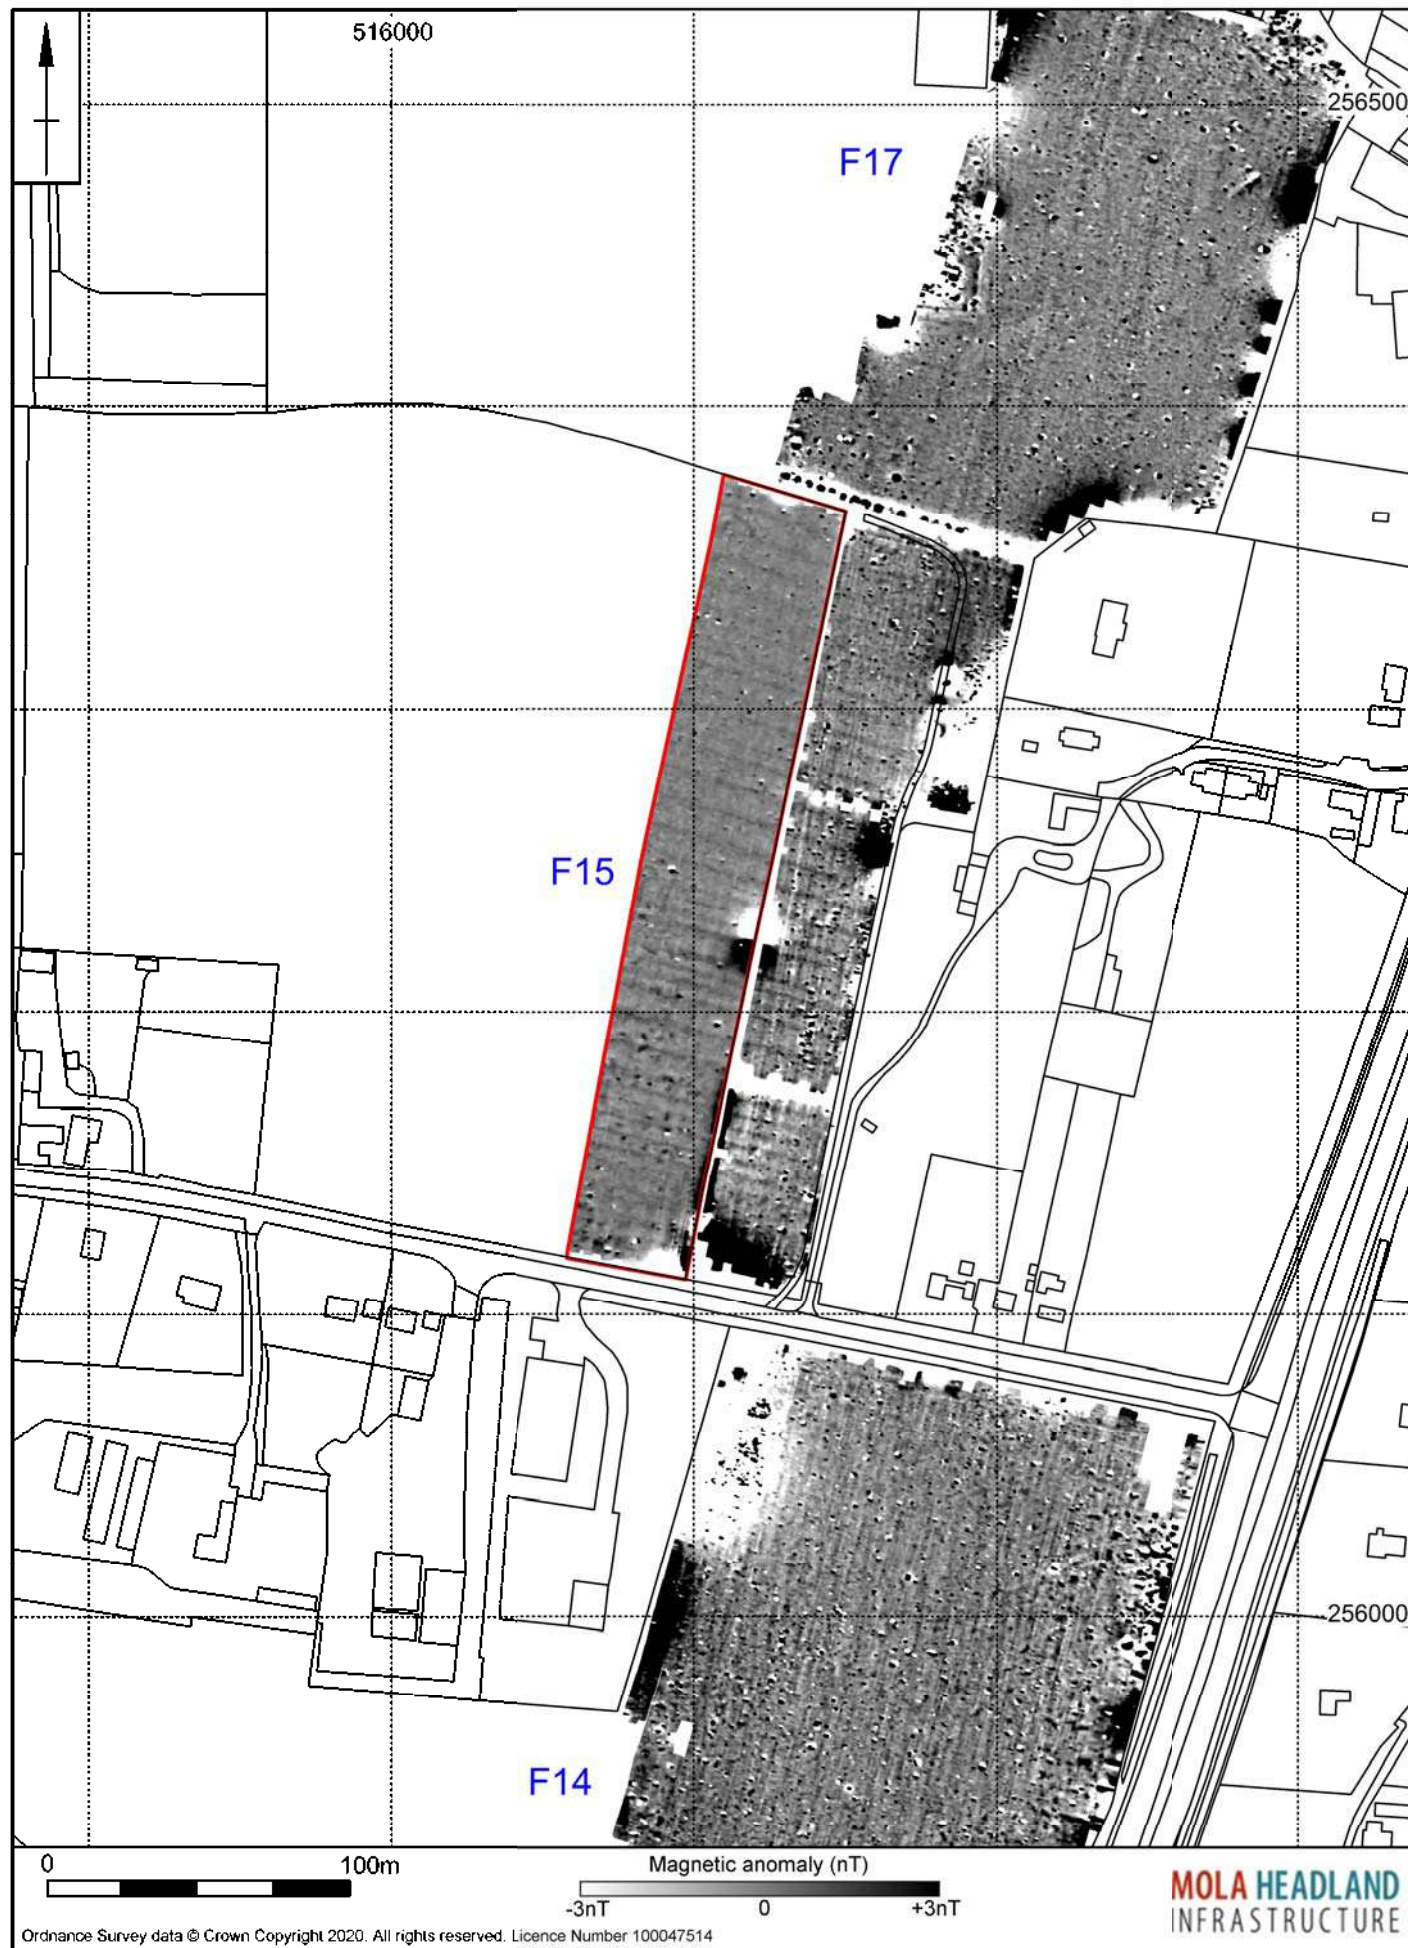 516000
256500
F17
F15
256000
F14
0 100m
Magnetic anomaly (nT)
-3nT 0 +3nT
MOLA HEADLAND
INFRASTRUCTURE
Ordnance Survey data © Crown Copyright 2020. All rights reserved. Licence Number 100047514